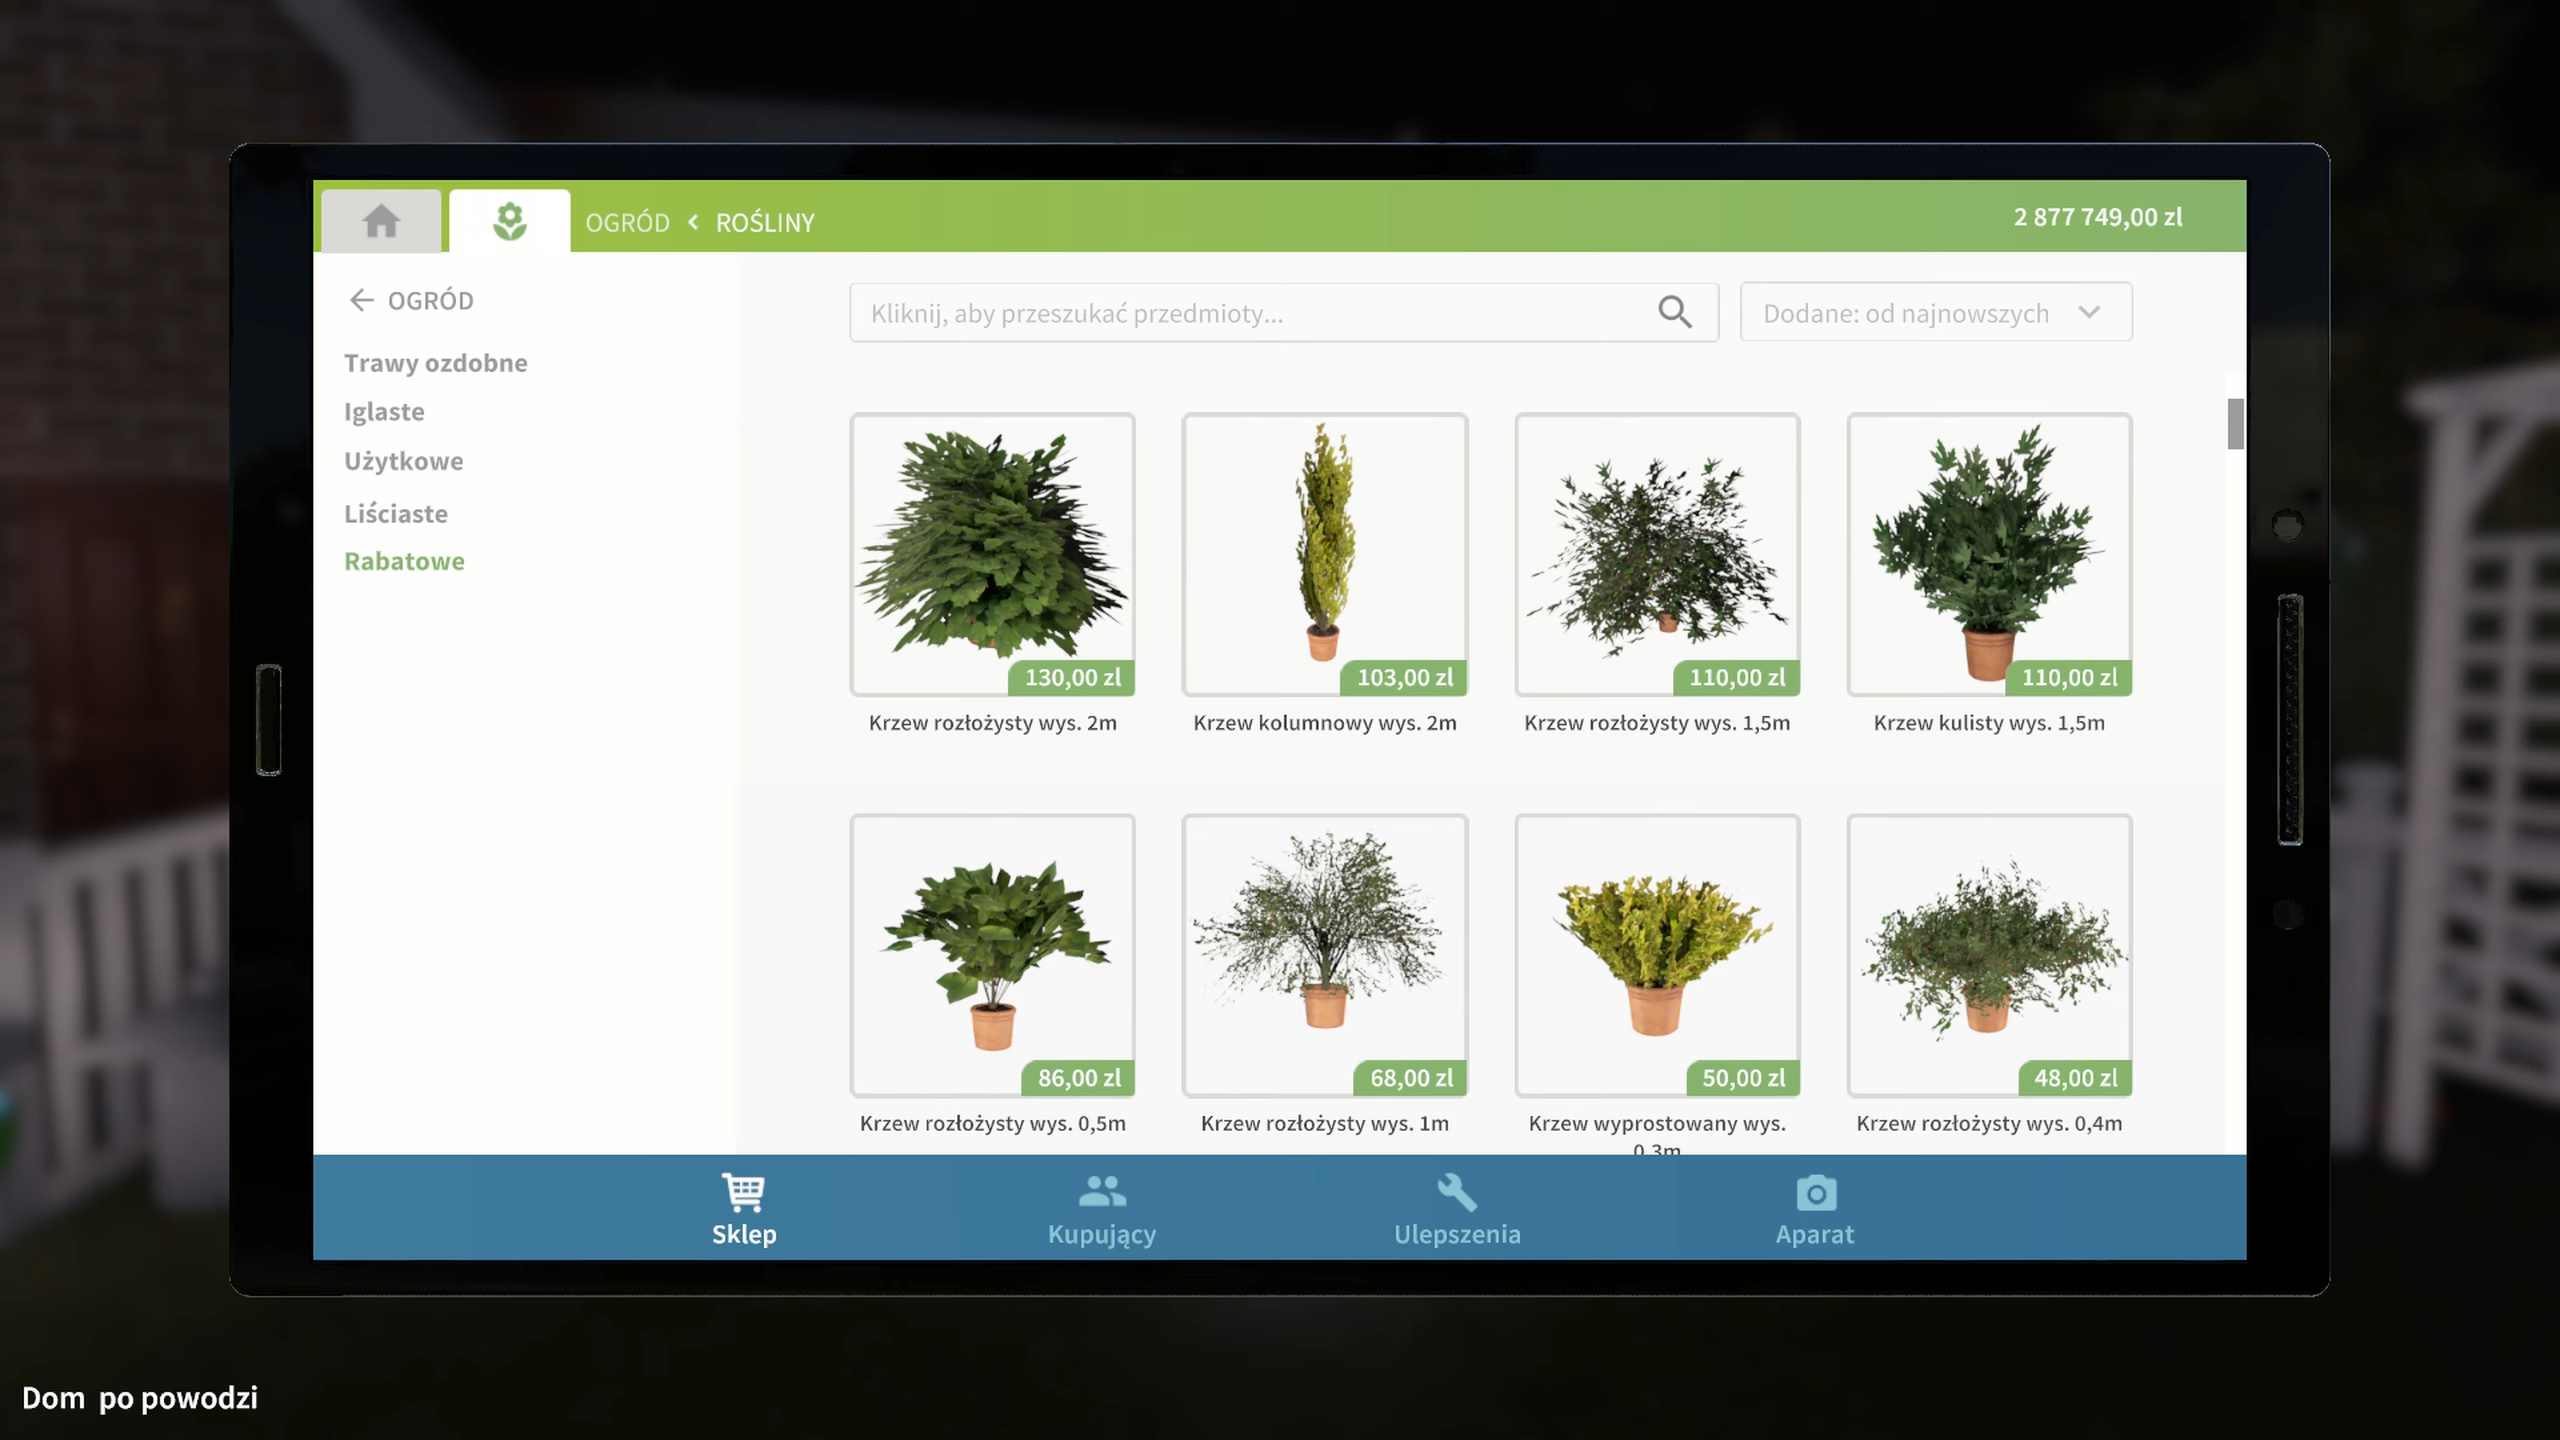 OGRÓD < ROŚLINY
2 877 749,00 zl
OGRÓD
Kliknij, aby przeszukać przedmioty...
Dodane: od najnowszych
Trawy ozdobne
Iglaste
Użytkowe
Liściaste
Rabatowe
130,00 zl
103,00 zl
110,00 zl
110,00 zl
Krzew rozłożysty wys. 2m
Krzew kolumnowy wys. 2m
Krzew rozłożysty wys. 1,5m
Krzew kulisty wys. 1,5m
86,00 zl
68,00 zl
50,00 zl
48,00 zl
Krzew rozłożysty wys. 0,5m
Krzew rozłożysty wys. 1m
Krzew wyprostowany wys.
0,3m
Krzew rozłożysty wys. 0,4m
Sklep
Kupujący
Ulepszenia
Aparat
Dom po powodzi